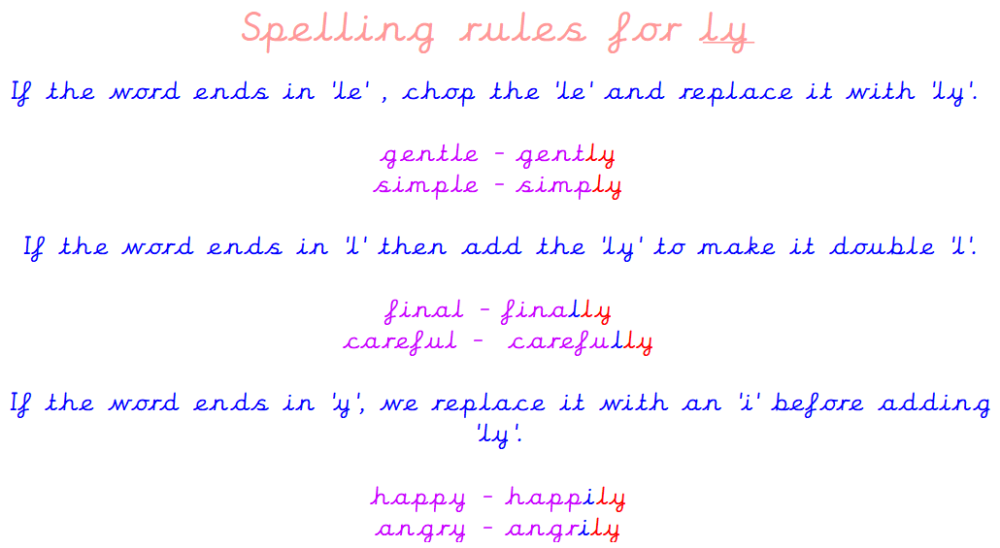 Spelling rules for ly
If the word ends in 'le' , chop the 'le' and replace it with 'ly'.
gentle - gently
simple - simply
If the word ends in 'l' then add the 'ly' to make it double 'l'.
final - finally
careful - carefully
If the word ends in 'y', we replace it with an 'i' before adding
'ly'.
happy - happily
angry - angrily